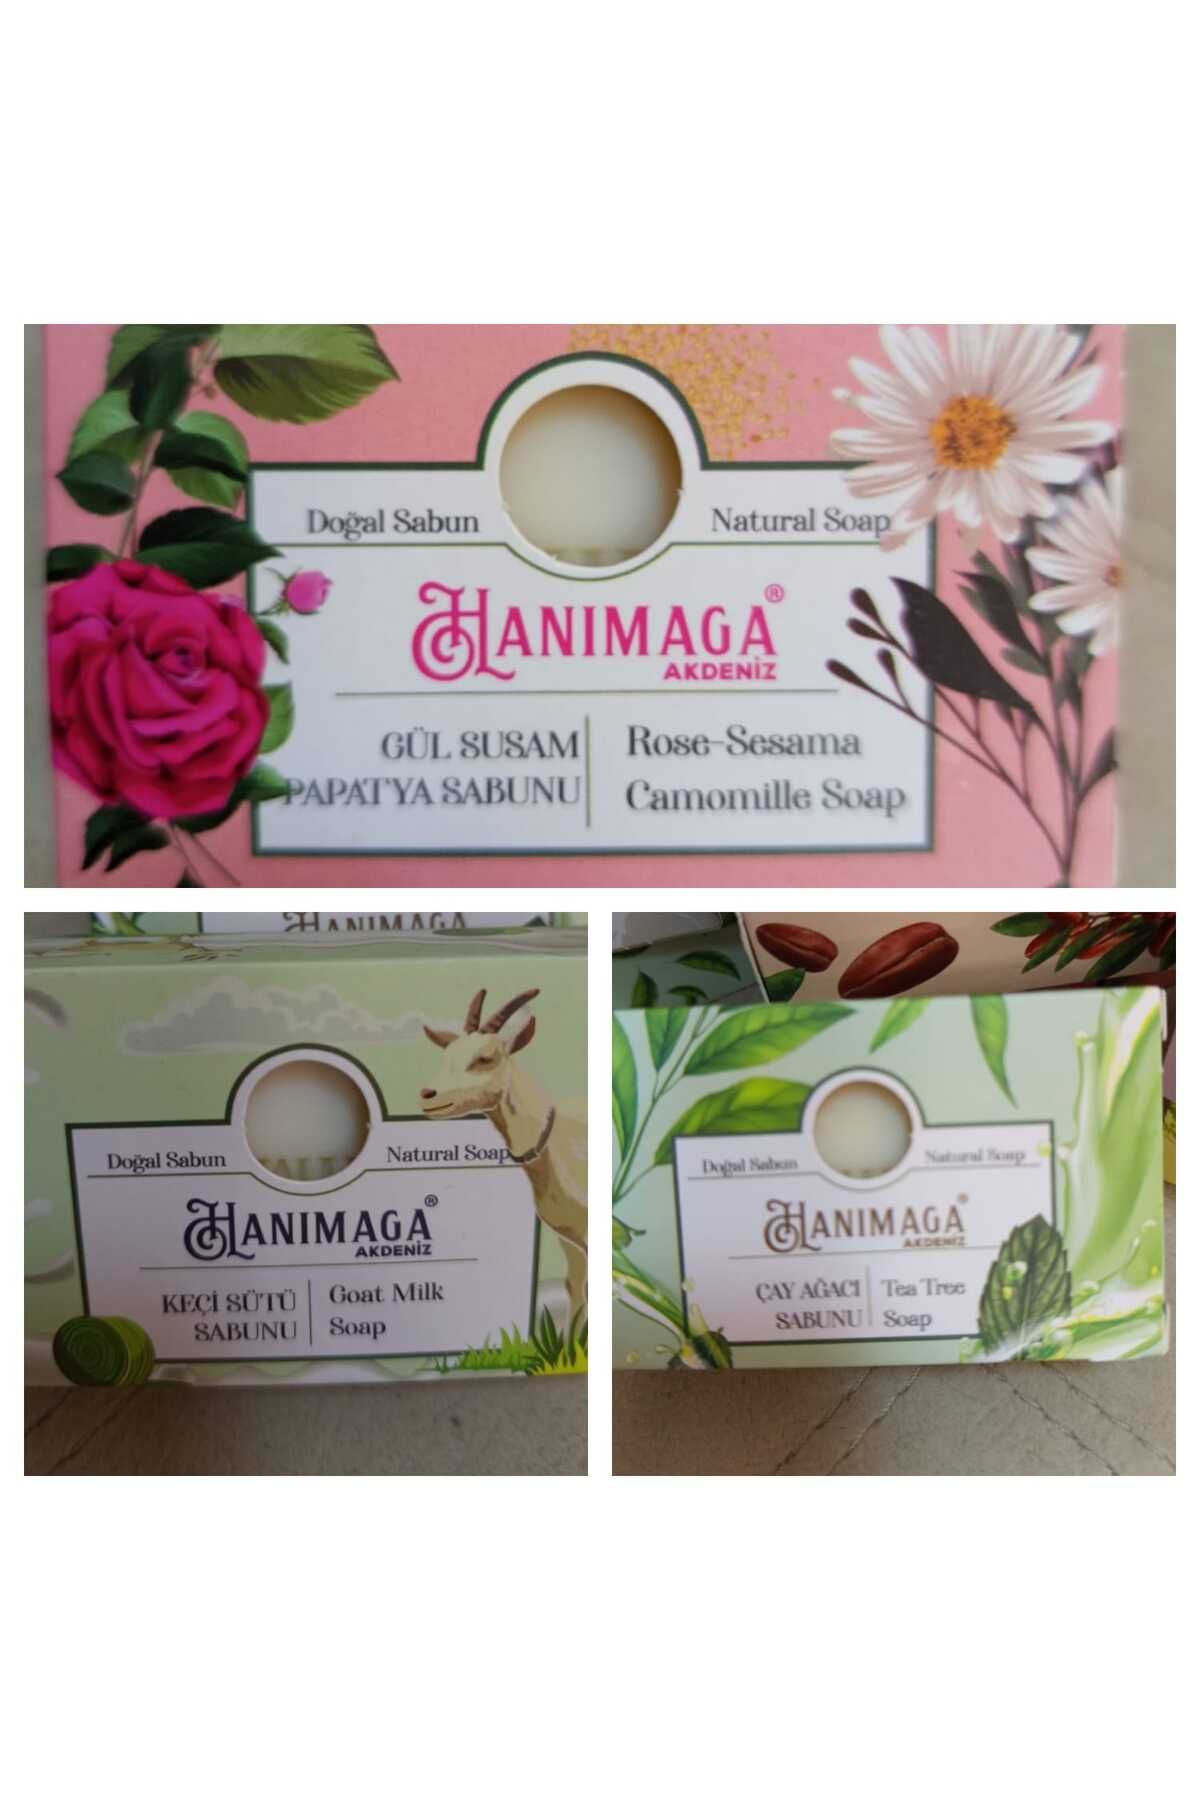 Doğal Sabun
Natural Soap
HANIMAGA®
AKDENİZ
GÜL SUSAM
PAPATYA SABUNU
Rose-Sesama
Camomille Soap
HANIMAGA
Doğal Sabun
Natural Soap
HANIMAGA®
AKDENİZ
KEÇİ SÜTÜ
SABUNU
Goat Milk
Soap
Doğal Sabun
Natural Soap
HANIMAGA®
AKDENİZ
ÇAY AĞACI
SABUNU
Tea Tree
Soap